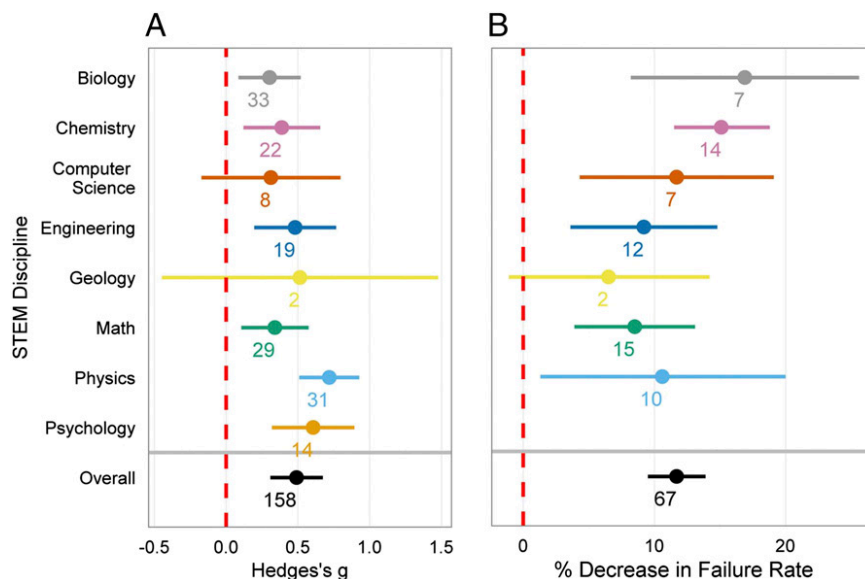 A
B
STEM Discipline
Biology
33
7
Chemistry
22
14
Computer
Science
8
7
Engineering
19
12
Geology
2
2
Math
29
15
Physics
31
10
Psychology
14
Overall
158
67
-0.5 0.0 0.5 1.0 1.5
0 10 20
Hedges's g
% Decrease in Failure Rate